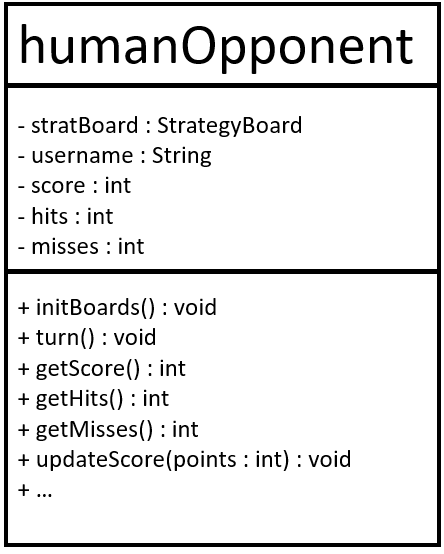 humanOpponent
- stratBoard : StrategyBoard
- username : String
- score : int
- hits : int
- misses : int
+ initBoards() : void
+ turn() : void
+ getScore() : int
+ getHits() : int
+ getMisses() : int
+ updateScore(points : int) : void
+ ...